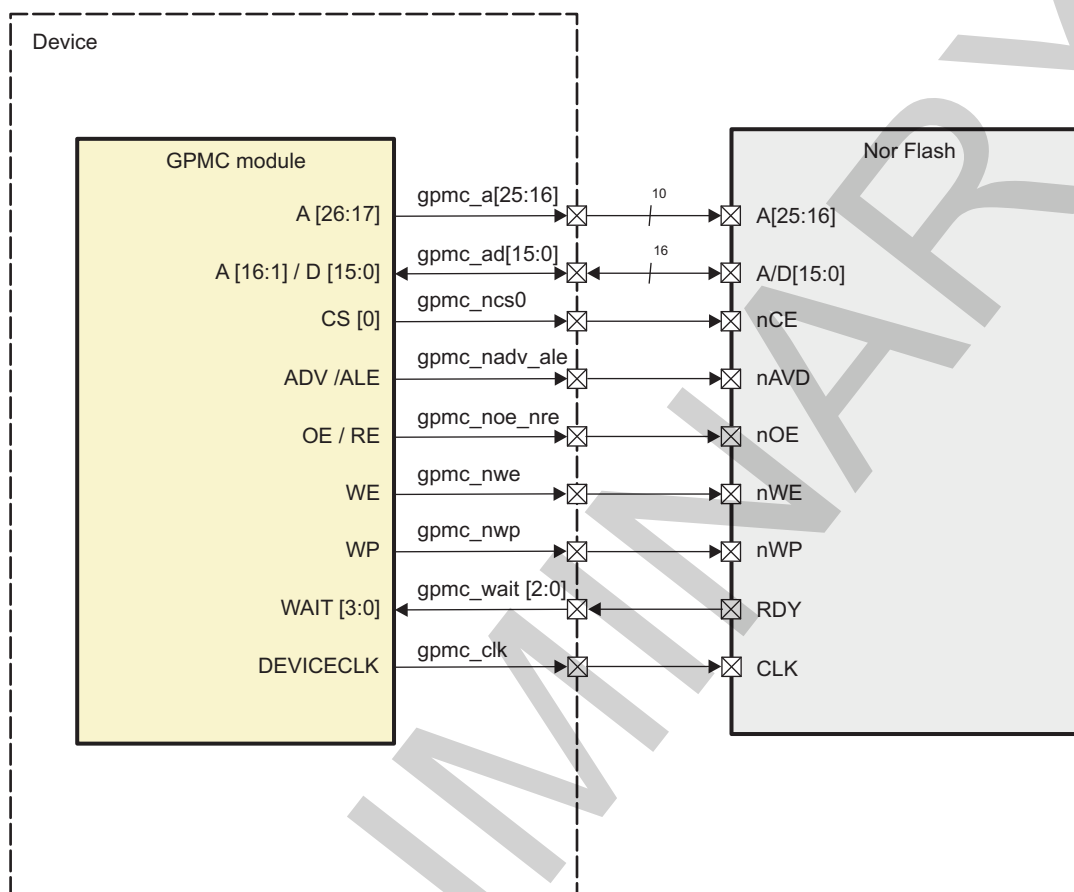 Device
GPMC module
Nor Flash
A [26:17]
gpmc_a[25:16]
10
A[25:16]
A [16:1] / D [15:0]
gpmc_ad[15:0]
16
A/D[15:0]
CS [0]
gpmc_ncs0
nCE
ADV /ALE
gpmc_nadv_ale
nAVD
OE / RE
gpmc_noe_nre
nOE
WE
gpmc_nwe
nWE
WP
gpmc_nwp
nWP
WAIT [3:0]
gpmc_wait [2:0]
RDY
DEVICECLK
gpmc_clk
CLK
IMINARY